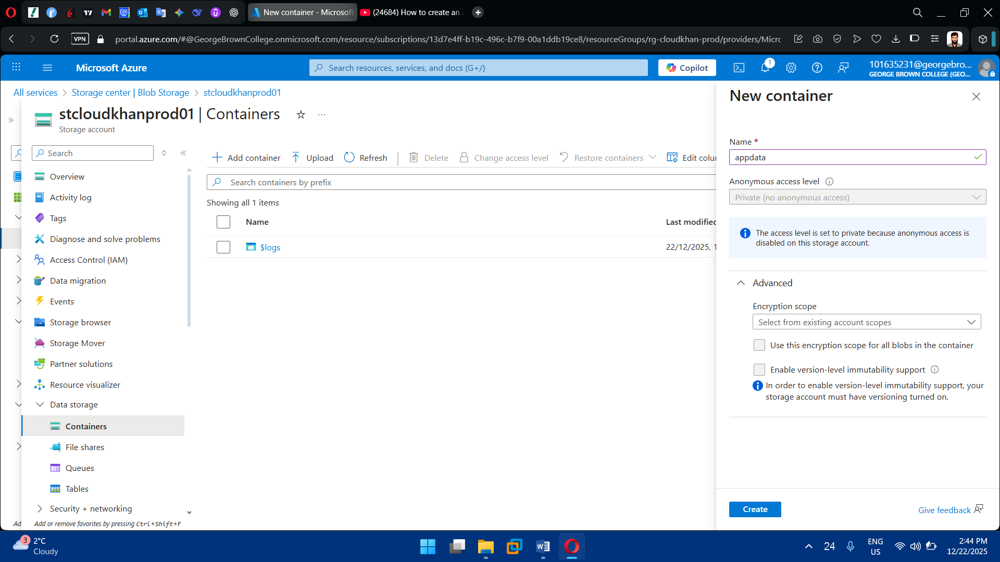 New container - Microsoft
(24684) How to create an
VPN
portal.azure.com/#@GeorgeBrownCollege.onmicrosoft.com/resource/subscriptions/13d7e4ff-b19c-496c-b7f9-00a1ddb19ce8/resourceGroups/rg-cloudkhan-prod/providers/Micro
Microsoft Azure
Search resources, services, and docs (G+/)
Copilot
1
101635231@georgebro...
GEORGE BROWN COLLEGE (GEO...
All services > Storage center | Blob Storage > stcloudkhanprod01
stcloudkhanprod01 | Containers
Storage account
Search
Overview
Activity log
Tags
Diagnose and solve problems
Access Control (IAM)
Data migration
Events
Storage browser
Storage Mover
Partner solutions
Resource visualizer
Data storage
Containers
File shares
Queues
Tables
Security + networking
Ad
Add or remove favorites by pressing Ctrl+Shift+F
Add container
Upload
Refresh
Delete
Change access level
Restore containers
Edit colu
Search containers by prefix
Showing all 1 items
Name
Last modified
$logs
22/12/2025, 1
New container
Name *
appdata
Anonymous access level
Private (no anonymous access)
The access level is set to private because anonymous access is
disabled on this storage account.
Advanced
Encryption scope
Select from existing account scopes
Use this encryption scope for all blobs in the container
Enable version-level immutability support
In order to enable version-level immutability support, your
storage account must have versioning turned on.
Create
Give feedback
3
2°C
Cloudy
24
ENG
US
2:44 PM
12/22/2025